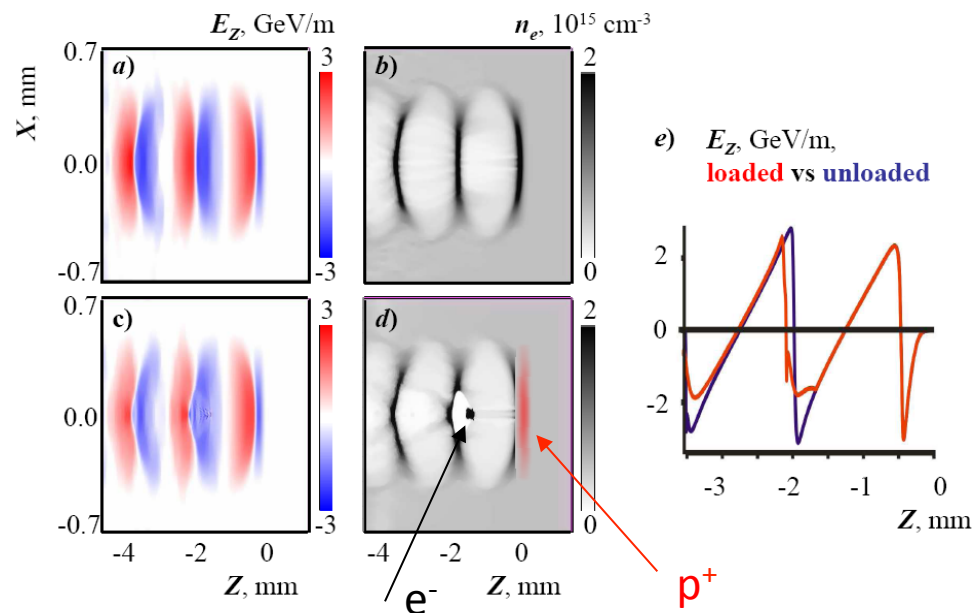 E_Z, GeV/m
n_e, 10^15 cm^-3
0.7
a)
3
b)
2
X, mm
0.0
-0.7
-3
0
e) E_Z, GeV/m,
loaded vs unloaded
2
0
-2
-3 -2 -1 0
Z, mm
0.7
c)
3
d)
2
0.0
-0.7
-3
0
-4 -2 0
-4 -2 0
Z, mm
Z, mm
e^-
p^+